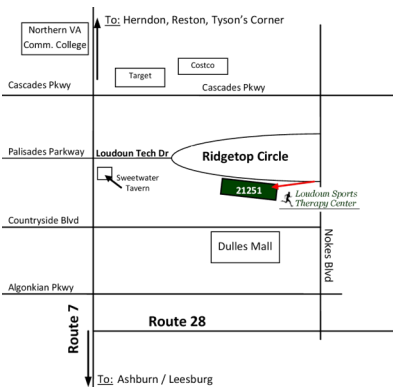 To: Herndon, Reston, Tyson's Corner
Northern VA
Comm. College
Costco
Target
Cascades Pkwy
Cascades Pkwy
Palisades Parkway
Loudoun Tech Dr
Ridgetop Circle
Sweetwater
Tavern
21251
Loudoun Sports
Therapy Center
Countryside Blvd
Dulles Mall
Nokes Blvd
Algonkian Pkwy
Route 7
Route 28
To: Ashburn / Leesburg